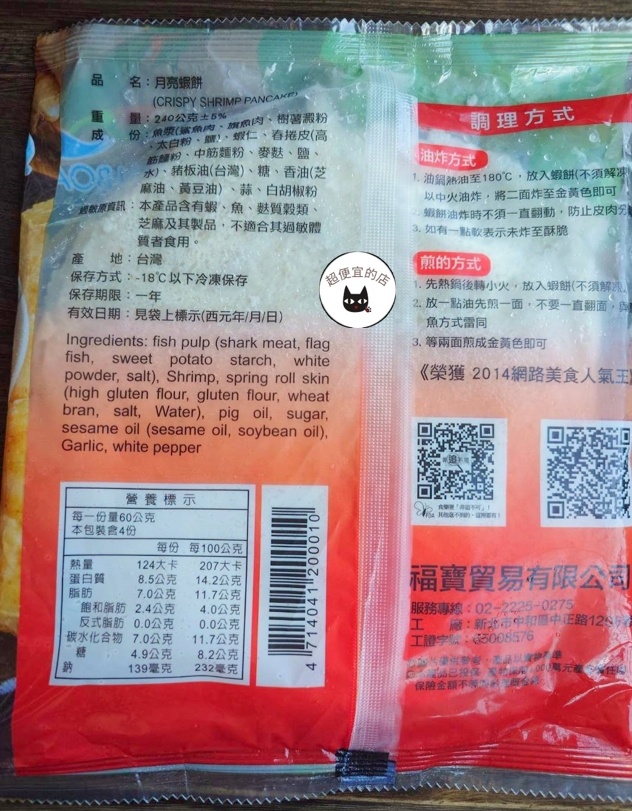 品　名：月亮蝦餅
(CRISPY SHRIMP PANCAKE)
重　量：240公克±5%
成　份：魚漿(鯊魚肉、旗魚肉、樹薯澱粉
、太白粉、鹽)、蝦仁、春捲皮(高
筋麵粉、中筋麵粉、麥麩、鹽、
水)、豬板油(台灣)、糖、香油(芝
麻油、黃豆油)、蒜、白胡椒粉
過敏原資訊：本產品含有蝦、魚、麩質穀類、
芝麻及其製品，不適合其過敏體
質者食用。
產　地：台灣
保存方式：-18℃以下冷凍保存
保存期限：一年
有效日期：見袋上標示(西元年/月/日)
Ingredients: fish pulp (shark meat, flag
fish, sweet potato starch, white
powder, salt), Shrimp, spring roll skin
(high gluten flour, gluten flour, wheat
bran, salt, Water), pig oil, sugar,
sesame oil (sesame oil, soybean oil),
Garlic, white pepper
營養標示
每一份量60公克
本包裝含4份
每份 每100公克
熱量 124大卡 207大卡
蛋白質 8.5公克 14.2公克
脂肪 7.0公克 11.7公克
飽和脂肪 2.4公克 4.0公克
反式脂肪 0.0公克 0.0公克
碳水化合物 7.0公克 11.7公克
糖 4.9公克 8.2公克
鈉 139毫克 232毫克
4 714041 200010
超便宜的店
調理方式
油炸方式
1. 油鍋熱油至180℃，放入蝦餅(不須解凍
以中火油炸，將二面炸至金黃色即可
2. 蝦餅油炸時不須一直翻動，防止皮肉分
3. 如有一點軟表示未炸至酥脆
煎的方式
1. 先熱鍋後轉小火，放入蝦餅(不須解凍
2. 放一點油先煎一面，不要一直翻面，與
魚方式雷同
3. 等兩面煎成金黃色即可
《榮獲 2014網路美食人氣王
福寶貿易有限公司
服務專線：02-2225-0275
工　廠：新北市中和區中正路
工證字號：65008576